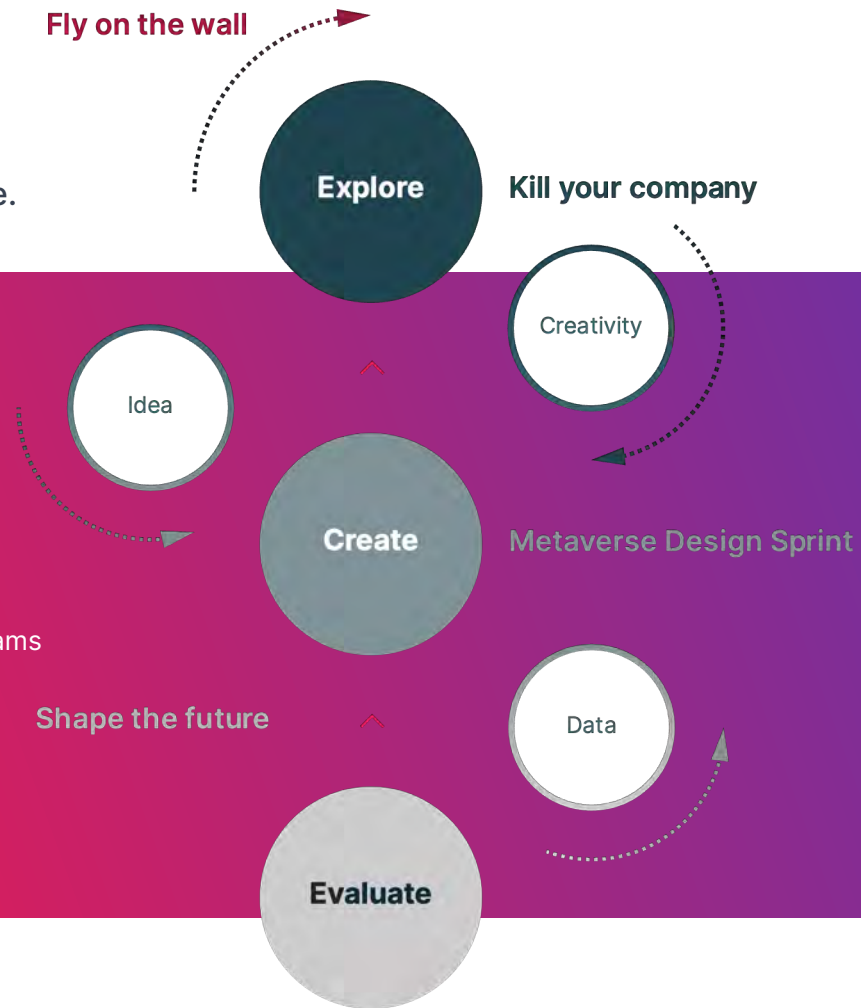 Fly on the wall
Explore
Kill your company
e.
Creativity
Idea
Create
Metaverse Design Sprint
ams
Shape the future
Data
Evaluate